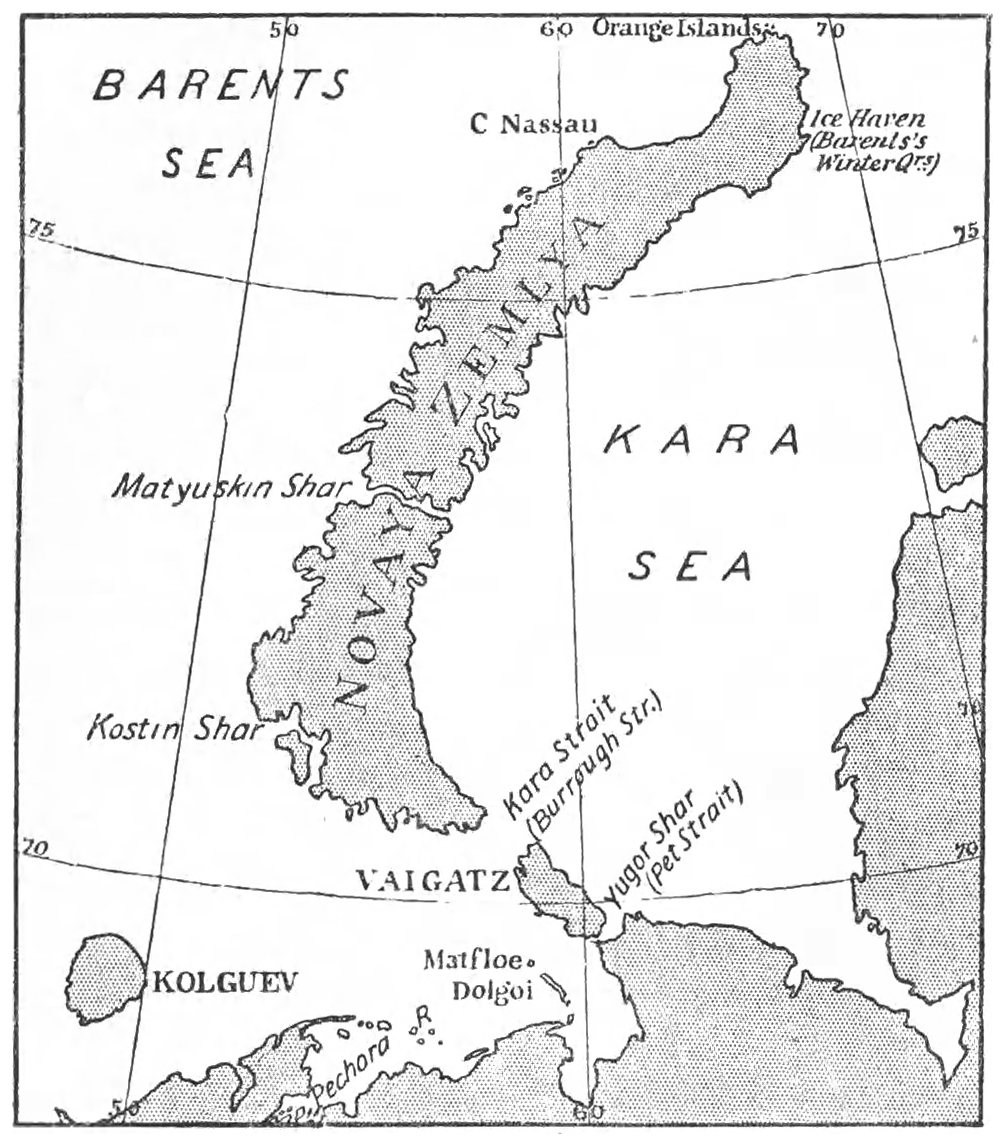 50
60
Orange Islands
70
BARENTS
SEA
C Nassau
Ice Haven
(Barents's
Winter Qrs)
75
75
NOVAYA ZEMLYA
KARA
SEA
Matyuskin Shar
Kostin Shar
Kara Strait
(Burrough Str.)
Yugor Shar
(Pet Strait)
70
70
VAIGATZ
KOLGUEV
Matfloe
Dolgoi
R
Pechora
50
60